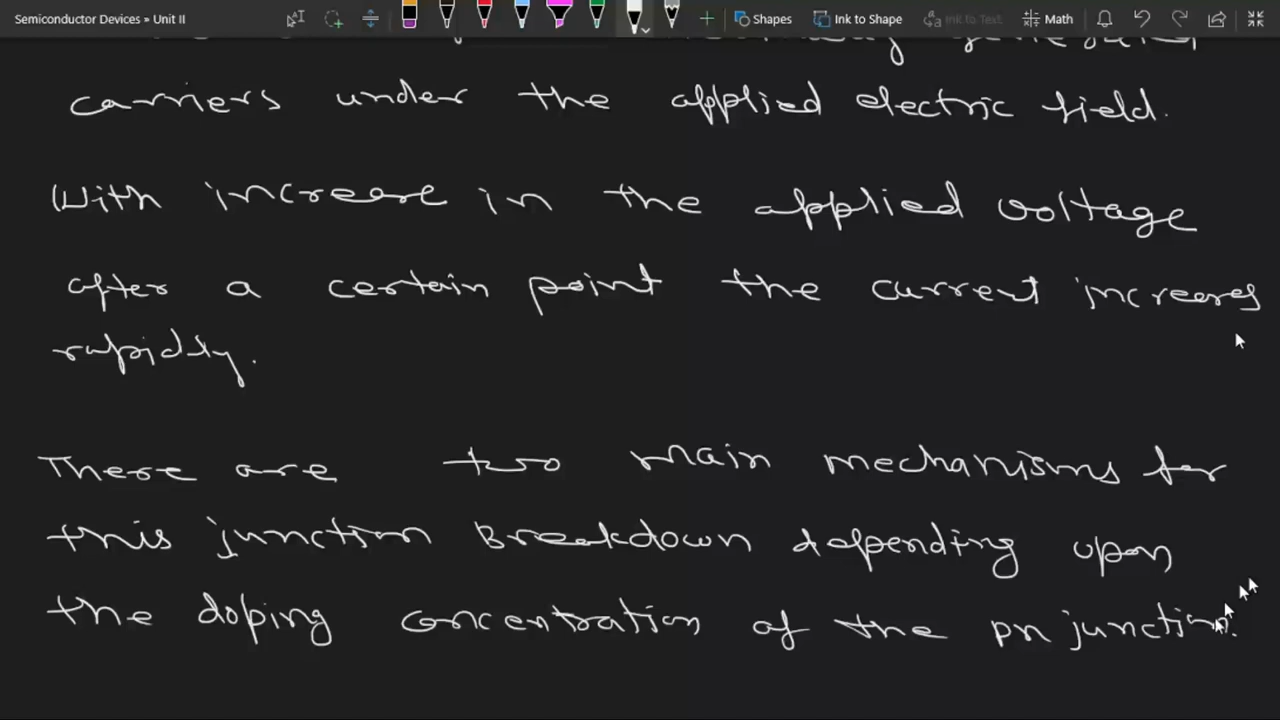 Semiconductor Devices » Unit II
Shapes
Ink to Shape
Ink to Text
Math
carriers under the applied electric field.
With increase in the applied voltage
after a certain point the current increases
rapidly.
There are two main mechanisms for
this junction Breakdown depending upon
the doping concentration of the pn junction.